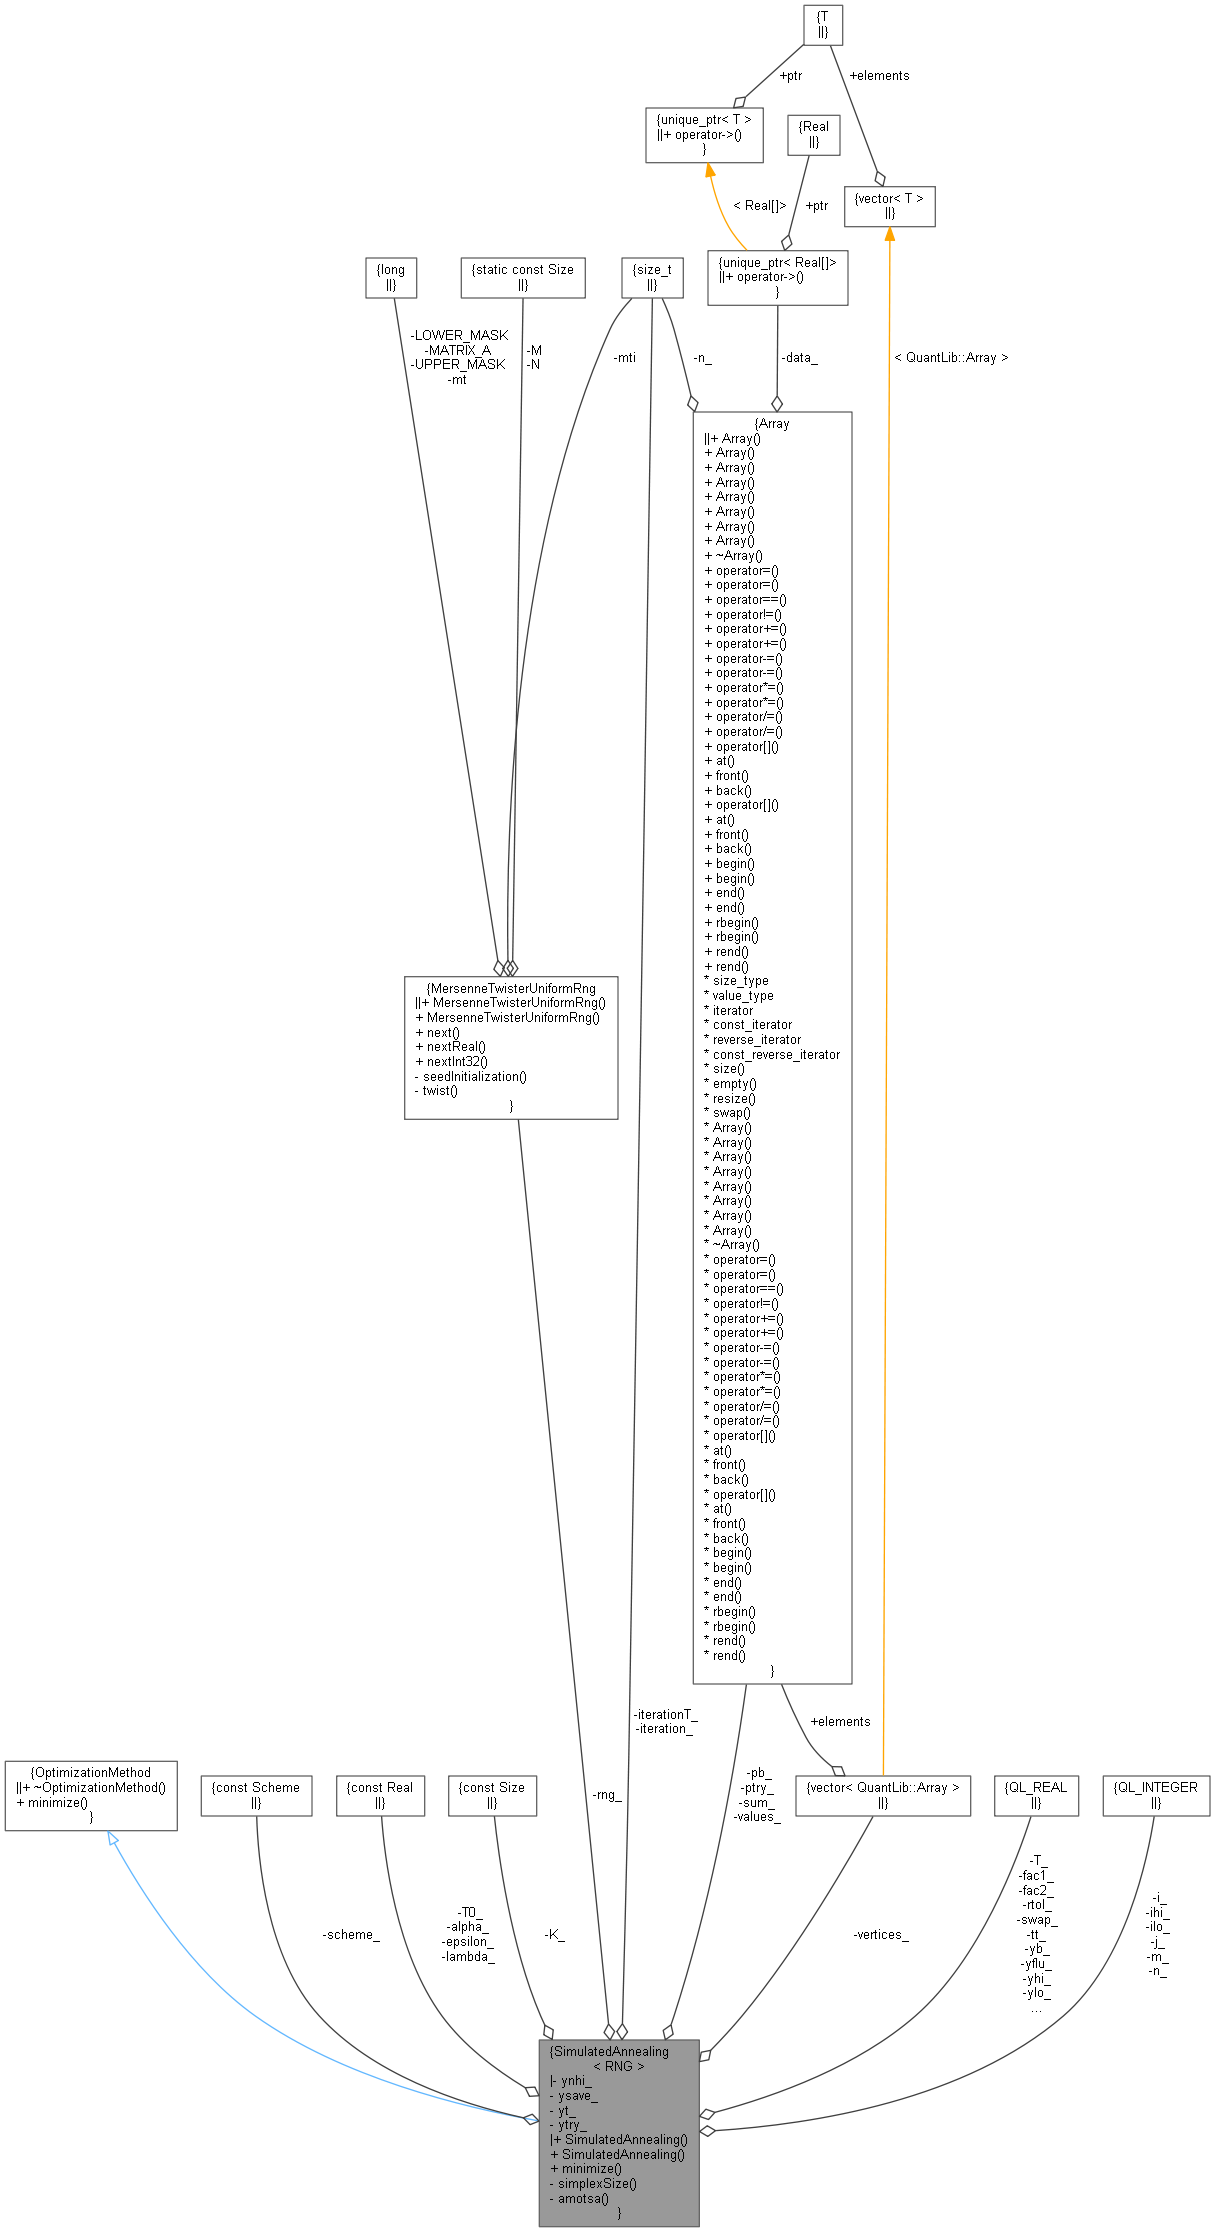 {T
||}
+ptr
+elements
{unique_ptr< T >
||+ operator->()
}
{Real
||}
{vector< T >
||}
< Real[]>
+ptr
{long
||}
{static const Size
||}
{size_t
||}
{unique_ptr< Real[]>
||+ operator->()
}
-LOWER_MASK
-MATRIX_A
-UPPER_MASK
-mt
-M
-N
-mti
-n_
-data_
< QuantLib::Array >
{Array
||+ Array()
+ Array()
+ Array()
+ Array()
+ Array()
+ Array()
+ Array()
+ Array()
+ ~Array()
+ operator=()
+ operator=()
+ operator==()
+ operator!=()
+ operator+=()
+ operator+=()
+ operator-=()
+ operator-=()
+ operator*=()
+ operator*=()
+ operator/=()
+ operator/=()
+ operator[]()
+ at()
+ front()
+ back()
+ operator[]()
+ at()
+ front()
+ back()
+ begin()
+ begin()
+ end()
+ end()
+ rbegin()
+ rbegin()
+ rend()
+ rend()
* size_type
* value_type
* iterator
* const_iterator
* reverse_iterator
* const_reverse_iterator
* size()
* empty()
* resize()
* swap()
* Array()
* Array()
* Array()
* Array()
* Array()
* Array()
* Array()
* Array()
* ~Array()
* operator=()
* operator=()
* operator==()
* operator!=()
* operator+=()
* operator+=()
* operator-=()
* operator-=()
* operator*=()
* operator*=()
* operator/=()
* operator/=()
* operator[]()
* at()
* front()
* back()
* operator[]()
* at()
* front()
* back()
* begin()
* begin()
* end()
* end()
* rbegin()
* rbegin()
* rend()
* rend()
}
{MersenneTwisterUniformRng
||+ MersenneTwisterUniformRng()
+ MersenneTwisterUniformRng()
+ next()
+ nextReal()
+ nextInt32()
- seedInitialization()
- twist()
}
-iterationT_
-iteration_
+elements
{OptimizationMethod
||+ ~OptimizationMethod()
+ minimize()
}
{const Scheme
||}
{const Real
||}
{const Size
||}
-rng_
-pb_
-ptry_
-sum_
-values_
{vector< QuantLib::Array >
||}
{QL_REAL
||}
{QL_INTEGER
||}
-scheme_
-T0_
-alpha_
-epsilon_
-lambda_
-K_
-vertices_
-T_
-fac1_
-fac2_
-rtol_
-swap_
-tt_
-yb_
-yflu_
-yhi_
-ylo_
...
-i_
-ihi_
-ilo_
-j_
-m_
-n_
{SimulatedAnnealing
< RNG >
|- ynhi_
- ysave_
- yt_
- ytry_
|+ SimulatedAnnealing()
+ SimulatedAnnealing()
+ minimize()
- simplexSize()
- amotsa()
}